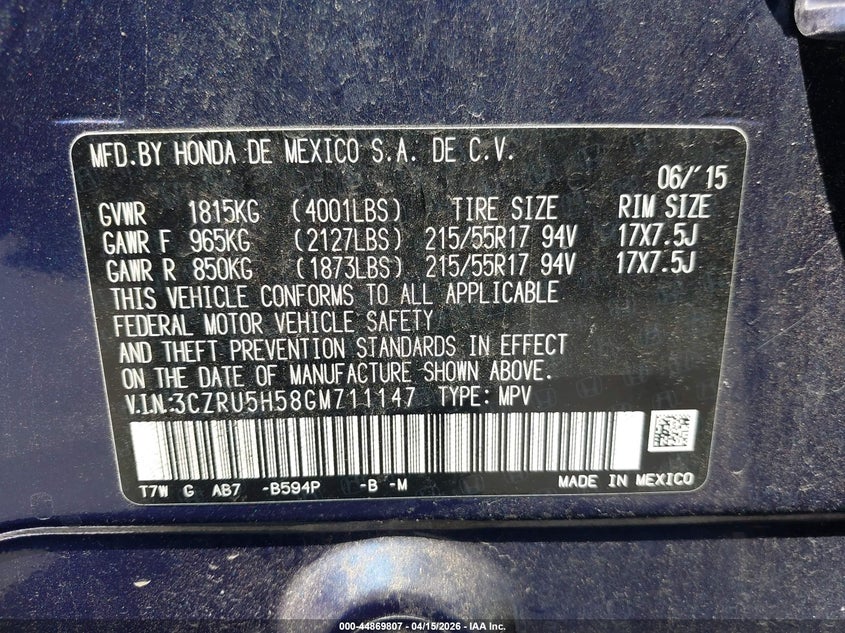 MFD.BY HONDA DE MEXICO S.A. DE C.V.
06/'15
GVWR 1815KG (4001LBS) TIRE SIZE RIM SIZE
GAWR F 965KG (2127LBS) 215/55R17 94V 17X7.5J
GAWR R 850KG (1873LBS) 215/55R17 94V 17X7.5J
THIS VEHICLE CONFORMS TO ALL APPLICABLE
FEDERAL MOTOR VEHICLE SAFETY
AND THEFT PREVENTION STANDARDS IN EFFECT
ON THE DATE OF MANUFACTURE SHOWN ABOVE.
V.I.N.:3CZRU5H58GM711147 TYPE: MPV
T7W G AB7 -B594P -B -M MADE IN MEXICO
000-44869807 - 04/15/2026 - IAA Inc.